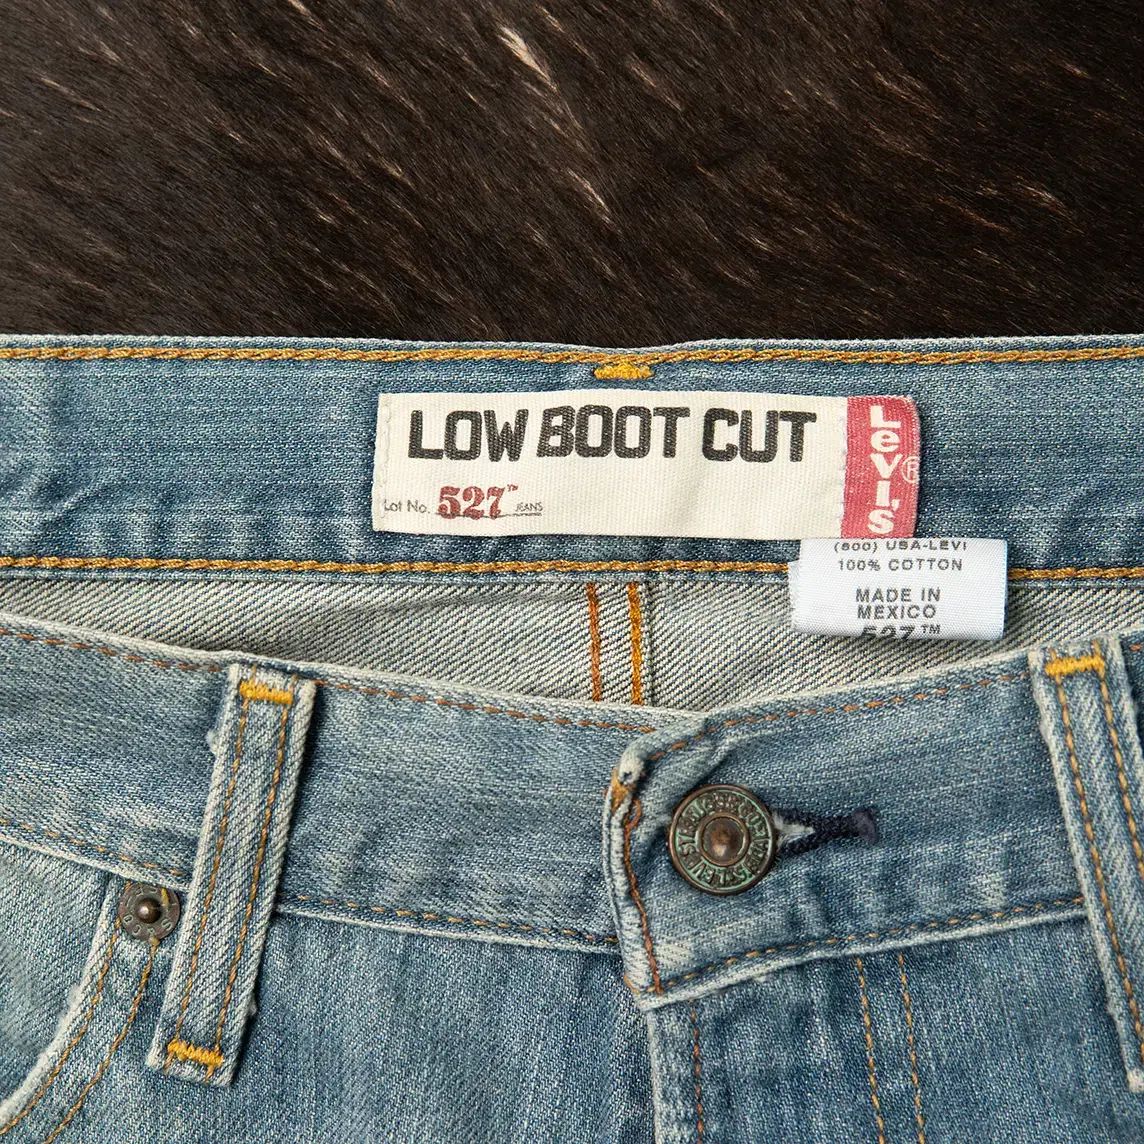 LOW BOOT CUT
Lot No. 527™ JEANS
Levi's®
(800) USA-LEVI
100% COTTON
MADE IN
MEXICO
527™